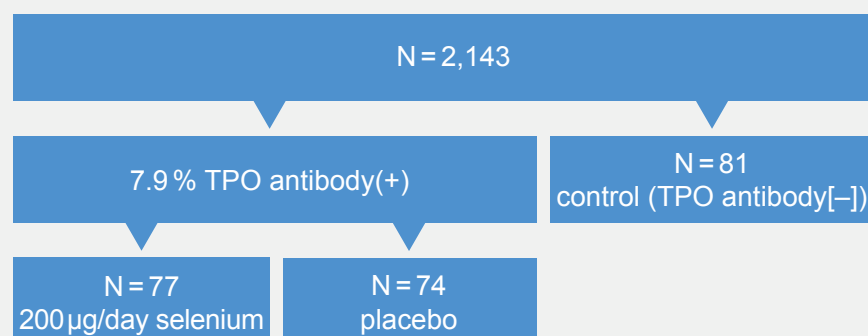 N = 2,143
7.9 % TPO antibody(+)
N = 81
control (TPO antibody[–])
N = 77
200 µg/day selenium
N = 74
placebo